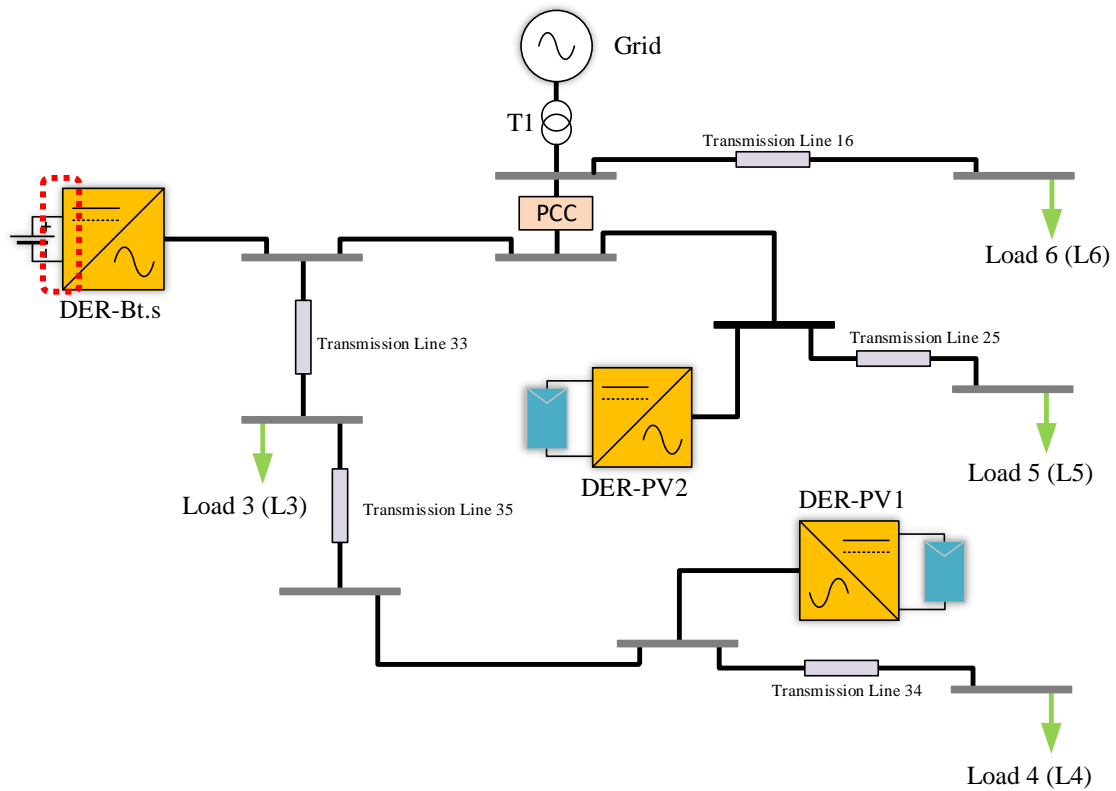 Grid
T1
Transmission Line 16
PCC
Load 6 (L6)
DER-Bt.s
Transmission Line 33
Transmission Line 25
Load 3 (L3)
DER-PV2
Load 5 (L5)
DER-PV1
Transmission Line 35
Transmission Line 34
Load 4 (L4)